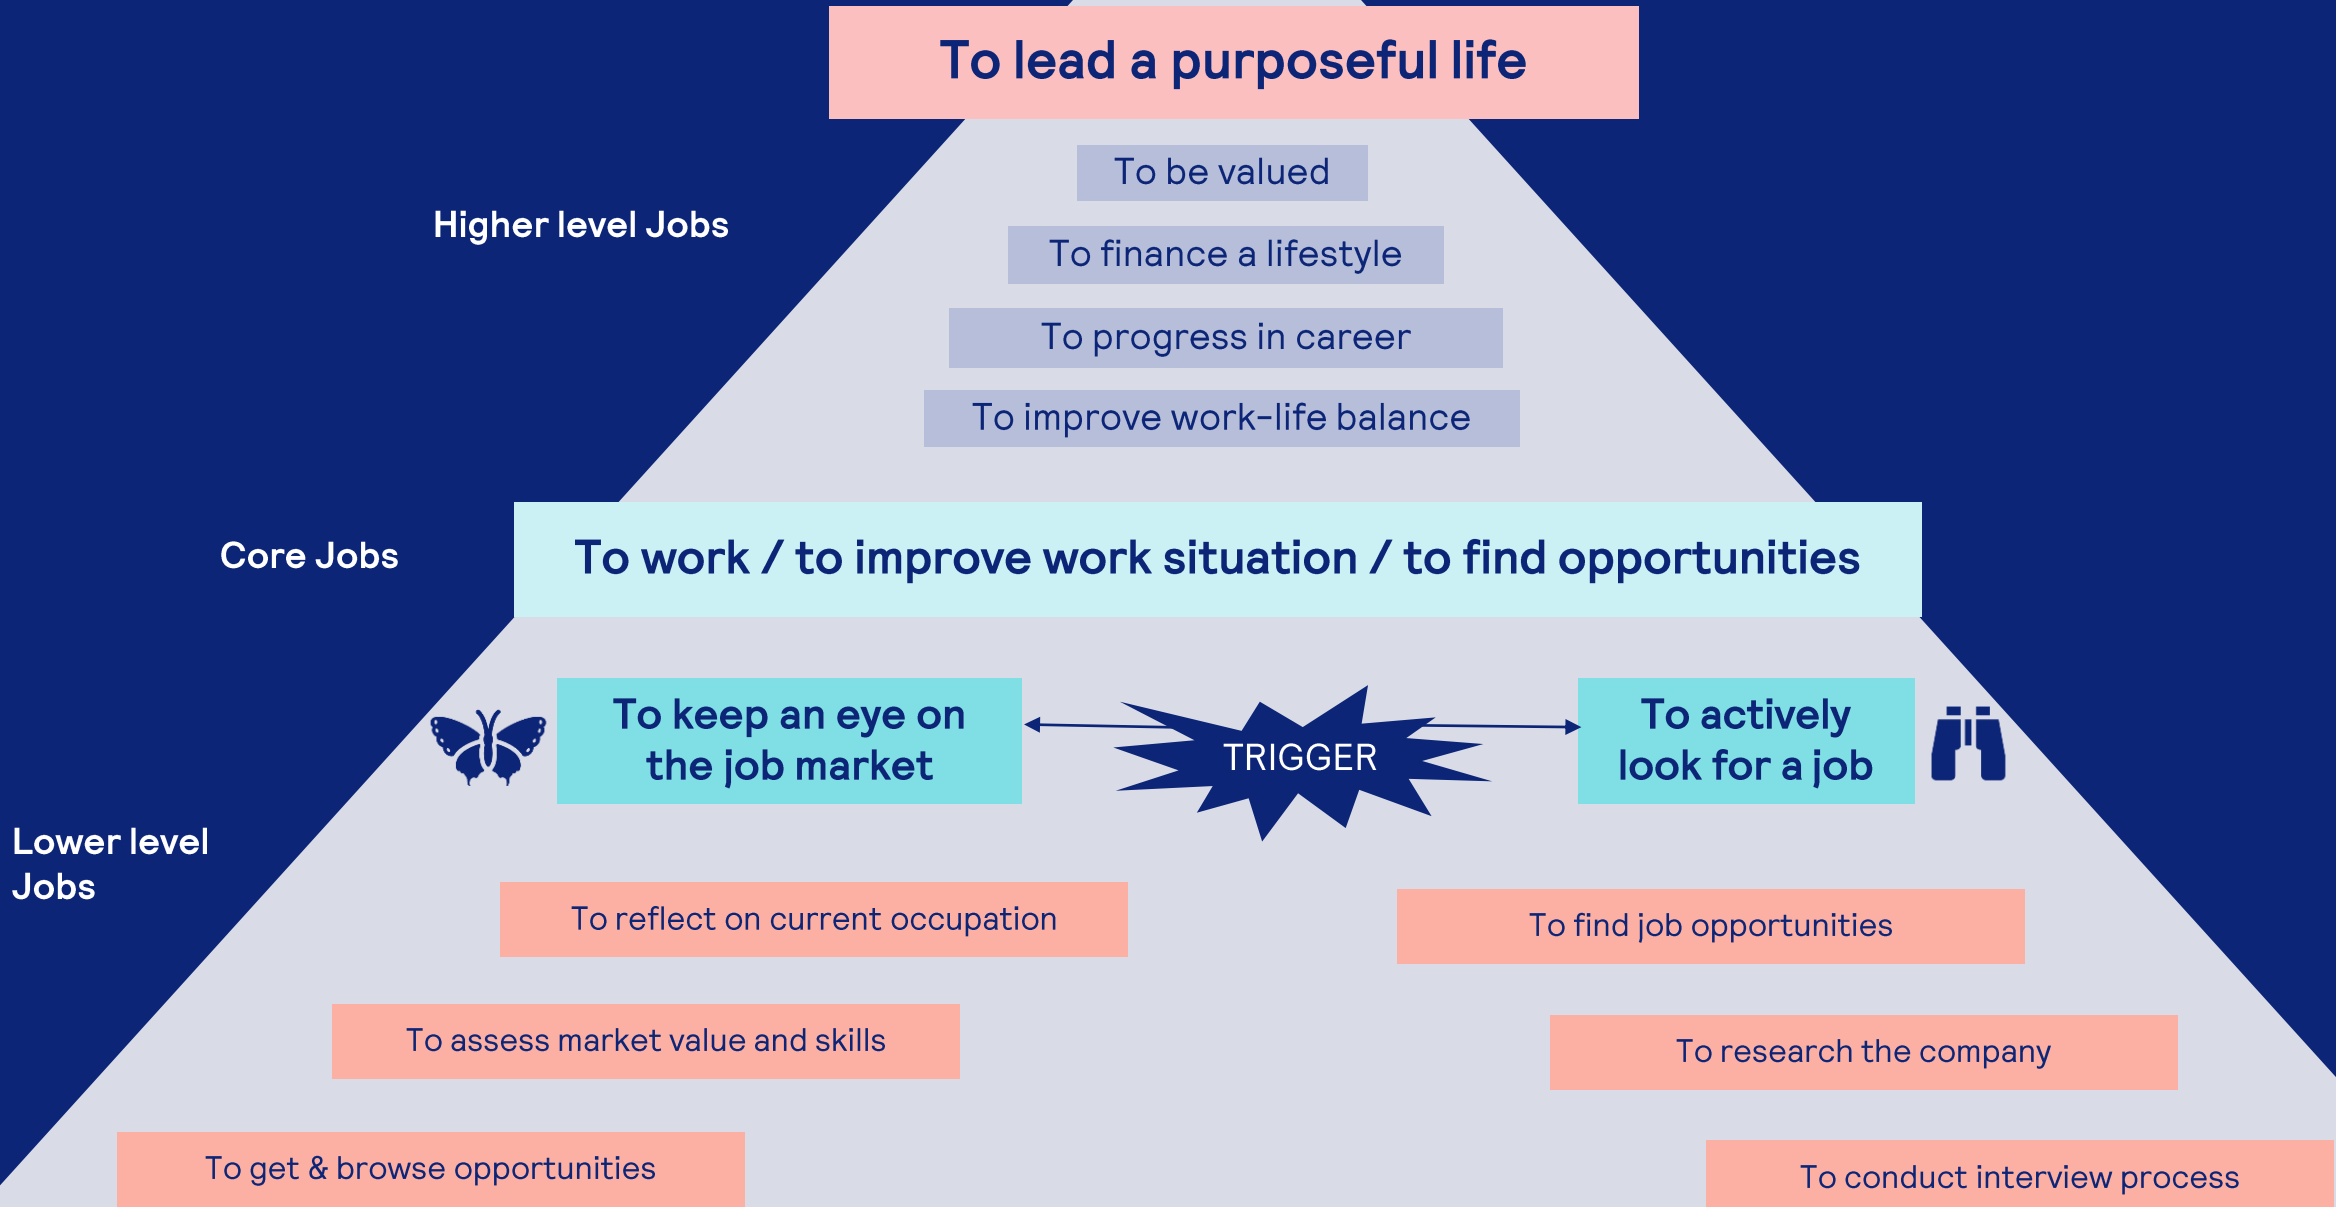 To lead a purposeful life
To be valued
Higher level Jobs
To finance a lifestyle
To progress in career
To improve work-life balance
Core Jobs
To work / to improve work situation / to find opportunities
To keep an eye on
the job market
TRIGGER
To actively
look for a job
Lower level
Jobs
To reflect on current occupation
To find job opportunities
To assess market value and skills
To research the company
To get & browse opportunities
To conduct interview process